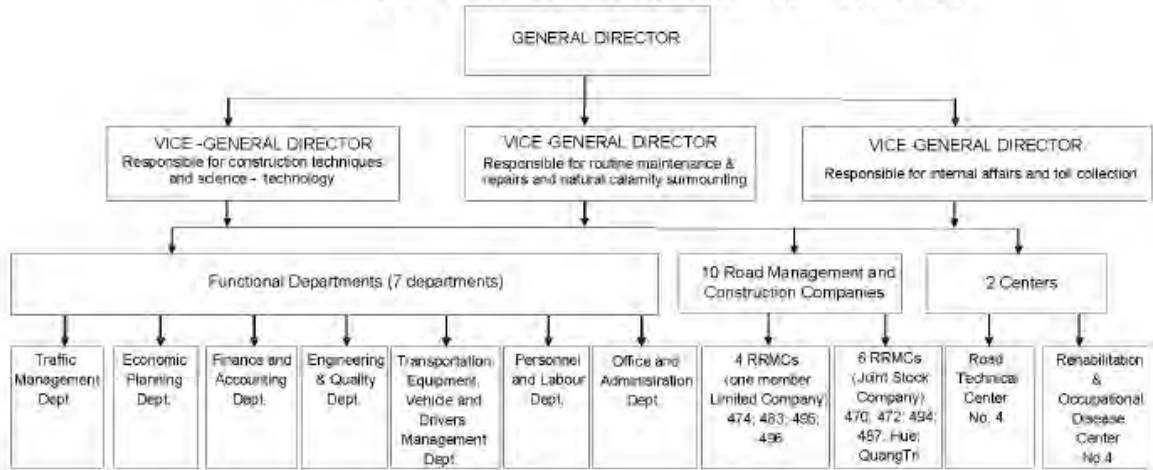 GENERAL DIRECTOR
VICE -GENERAL DIRECTOR
Responsible for construction techniques
and science - technology
VICE -GENERAL DIRECTOR
Responsible for routine maintenance &
repairs and natural calamity surmounting
VICE -GENERAL DIRECTOR
Responsible for internal affairs and toll collection
Functional Departments (7 departments)
10 Road Management and
Construction Companies
2 Centers
Traffic
Management
Dept.
Economic
Planning
Dept.
Finance and
Accounting
Dept.
Engineering
& Quality
Dept.
Transportation
Equipment,
Vehicle and
Drivers
Management
Dept
Personnel
and Labour
Dept.
Office and
Administration
Dept.
4 RRMCs
(one member
Limited Company)
474; 483; 495;
496
6 RRMCs
(Joint Stock
Company)
470; 472; 494;
Hue;
QuangTri
Road
Technical
Center
No. 4
Rehabilitation
&
Occupational
Disease
Center
No.4